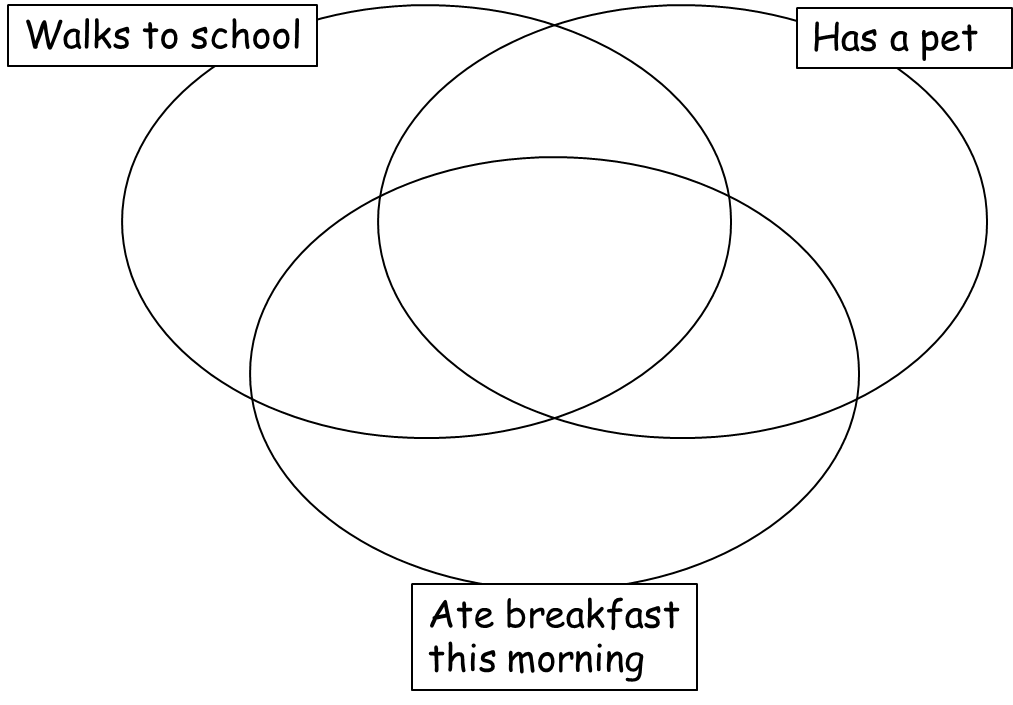 Walks to school
Has a pet
Ate breakfast
this morning